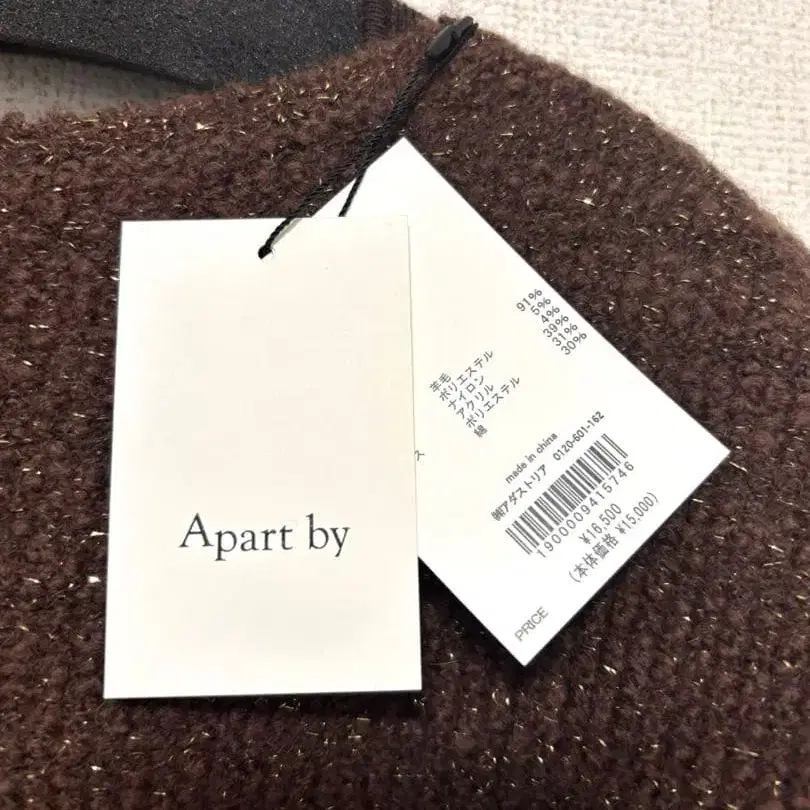 Apart by
羊毛 91%
ポリエステル 5%
ナイロン 4%
アクリル 39%
ポリエステル 31%
綿 30%
ス
made in china
㈱アダストリア 0120-601-162
1900009415746
¥16,500
(本体価格 ¥15,000)
PRICE